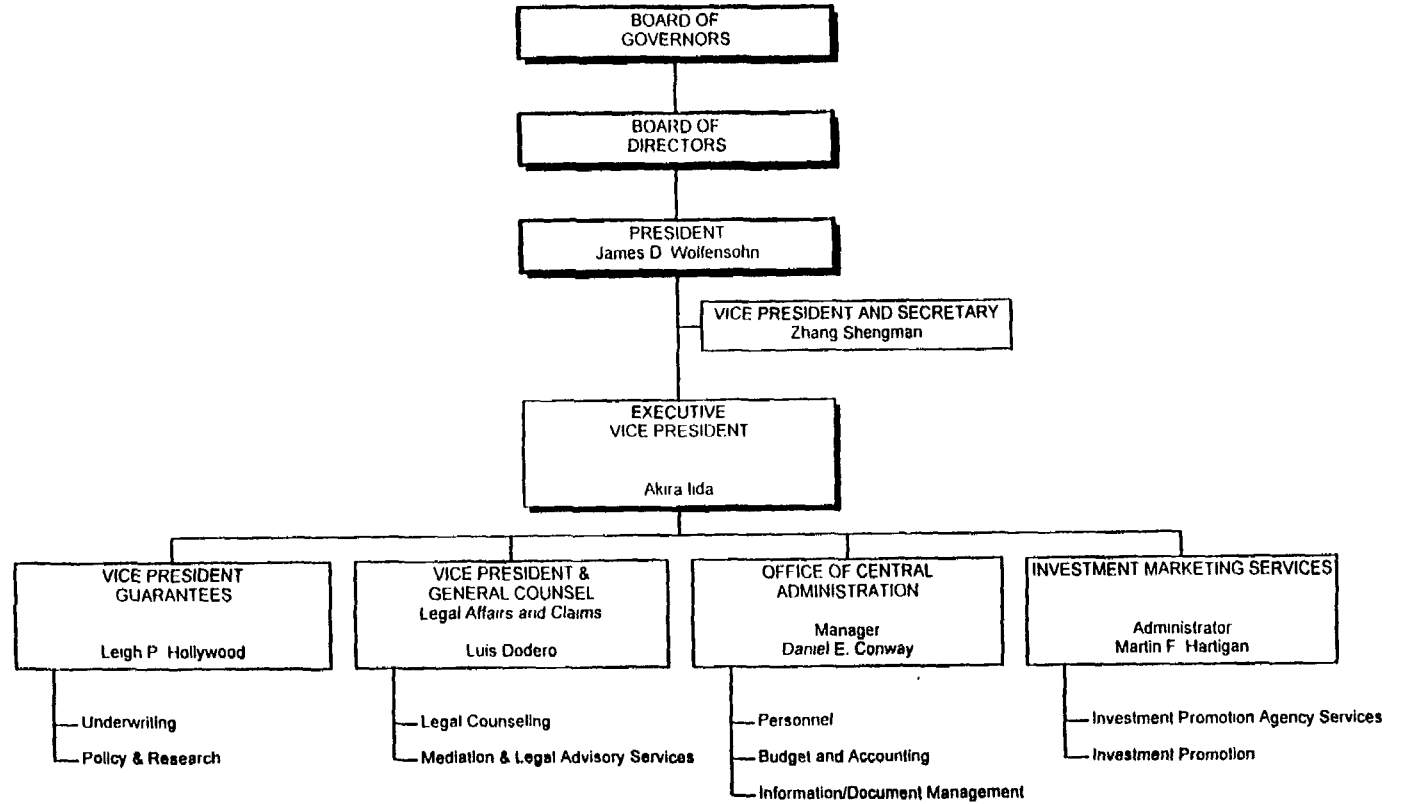 BOARD OF
GOVERNORS
BOARD OF
DIRECTORS
PRESIDENT
James D Wolfensohn
VICE PRESIDENT AND SECRETARY
Zhang Shengman
EXECUTIVE
VICE PRESIDENT
Akira Iida
VICE PRESIDENT
GUARANTEES
Leigh P Hollywood
Underwriting
Policy & Research
VICE PRESIDENT &
GENERAL COUNSEL
Legal Affairs and Claims
Luis Dodero
Legal Counseling
Mediation & Legal Advisory Services
OFFICE OF CENTRAL
ADMINISTRATION
Manager
Daniel E. Conway
Personnel
Budget and Accounting
Information/Document Management
INVESTMENT MARKETING SERVICES
Administrator
Martin F Hartigan
Investment Promotion Agency Services
Investment Promotion